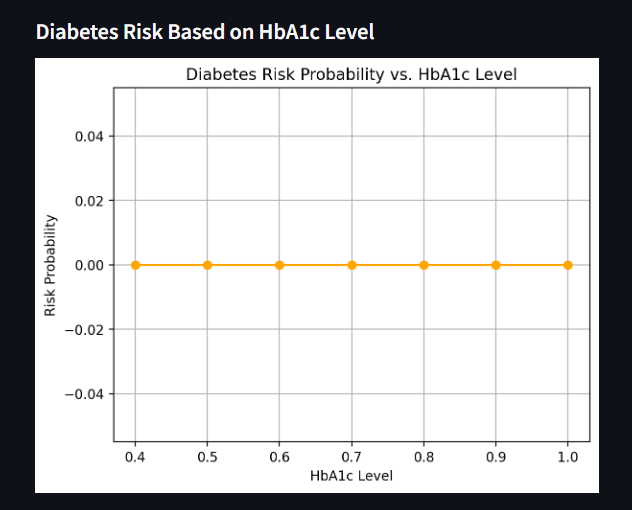 Diabetes Risk Based on HbA1c Level
Diabetes Risk Probability vs. HbA1c Level
0.04
0.02
0.00
−0.02
−0.04
Risk Probability
0.4 0.5 0.6 0.7 0.8 0.9 1.0
HbA1c Level